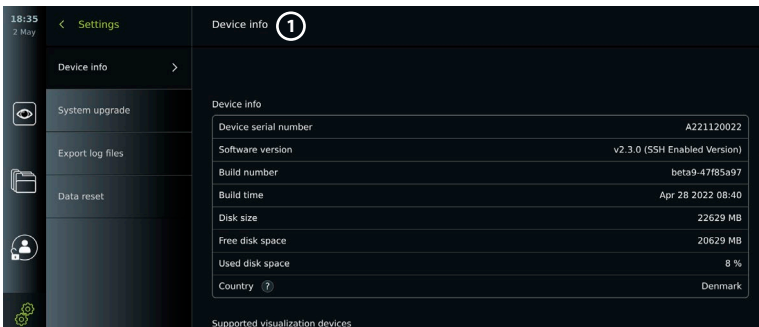 18:35
2 May
Settings
Device info
System upgrade
Export log files
Data reset
Device info 1
Device info
Device serial number A221120022
Software version v2.3.0 (SSH Enabled Version)
Build number beta9-47f85a97
Build time Apr 28 2022 08:40
Disk size 22629 MB
Free disk space 20629 MB
Used disk space 8 %
Country ? Denmark
Supported visualization devices